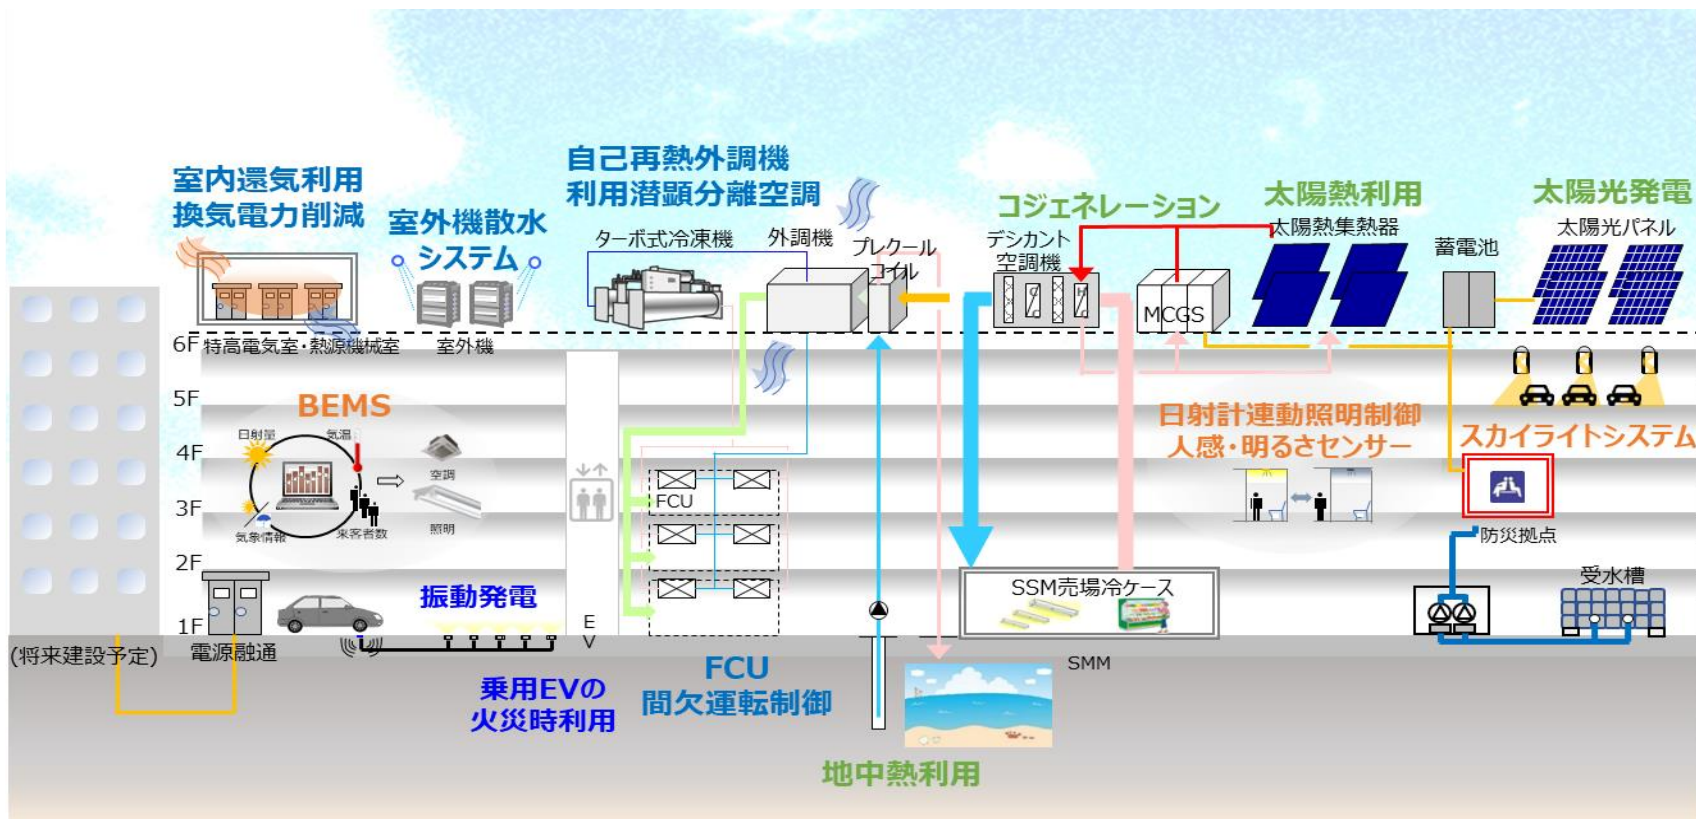 室内還気利用
換気電力削減
室外機散水
システム
自己再熱外調機
利用潜顕分離空調
ターボ式冷凍機
外調機
プレクール
コイル
コジェネレーション
デシカント
空調機
MCGS
太陽熱利用
太陽熱集熱器
蓄電池
太陽光発電
太陽光パネル
6F
特高電気室・熱源機械室
室外機
5F
4F
3F
2F
1F
BEMS
日射量
気温
気象情報
来客者数
空調
照明
日射計連動照明制御
人感・明るさセンサー
スカイライトシステム
FCU
防災拠点
受水槽
SSM売場冷ケース
SMM
振動発電
E
V
(将来建設予定)
電源融通
乗用EVの
火災時利用
FCU
間欠運転制御
地中熱利用